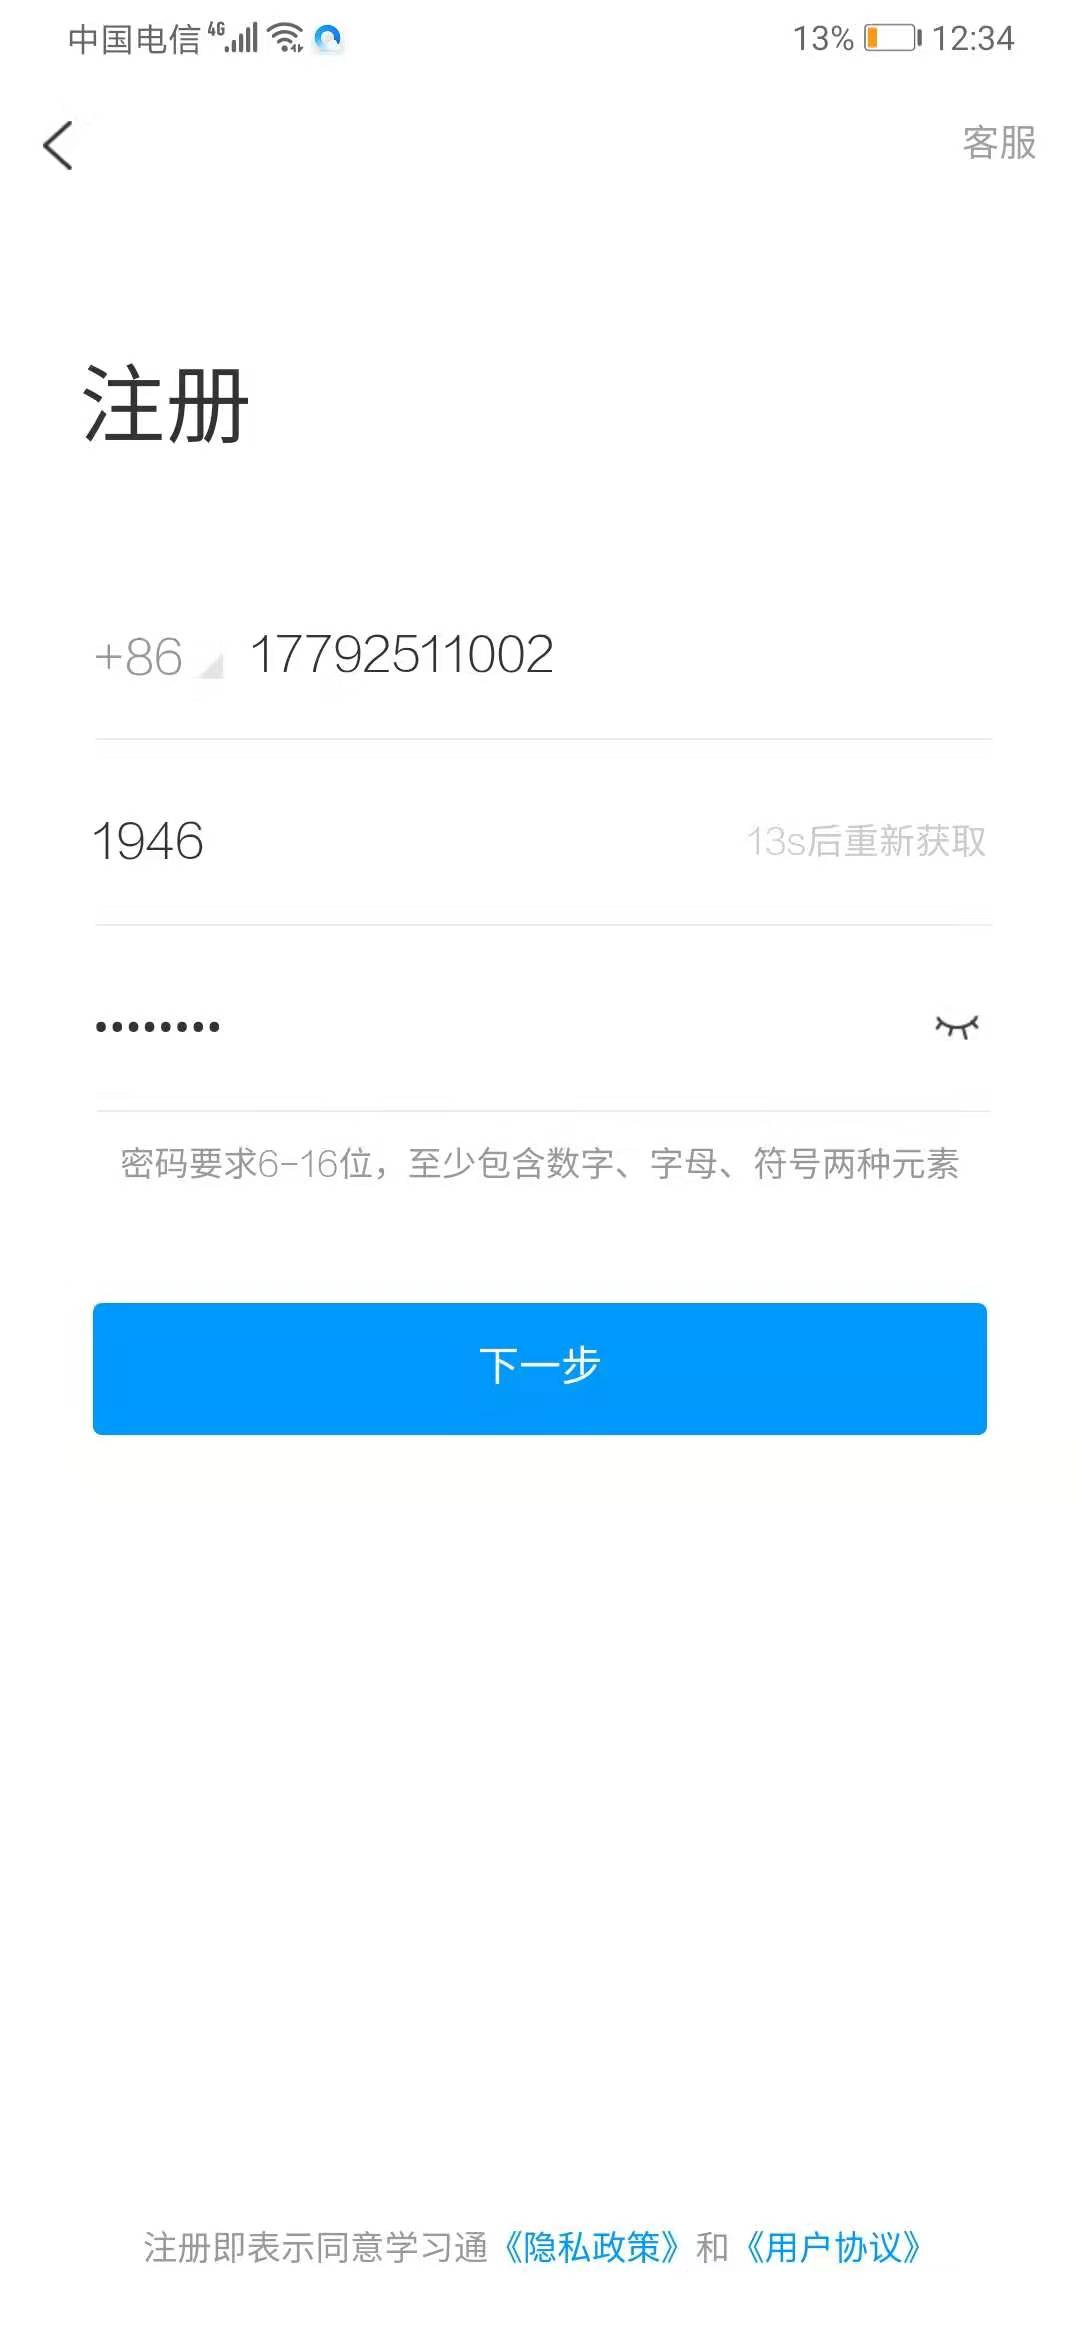 中国电信 4G 13% 12:34
客服
注册
+86 17792511002
1946 13s后重新获取
••••••••
密码要求6-16位，至少包含数字、字母、符号两种元素
下一步
注册即表示同意学习通《隐私政策》和《用户协议》